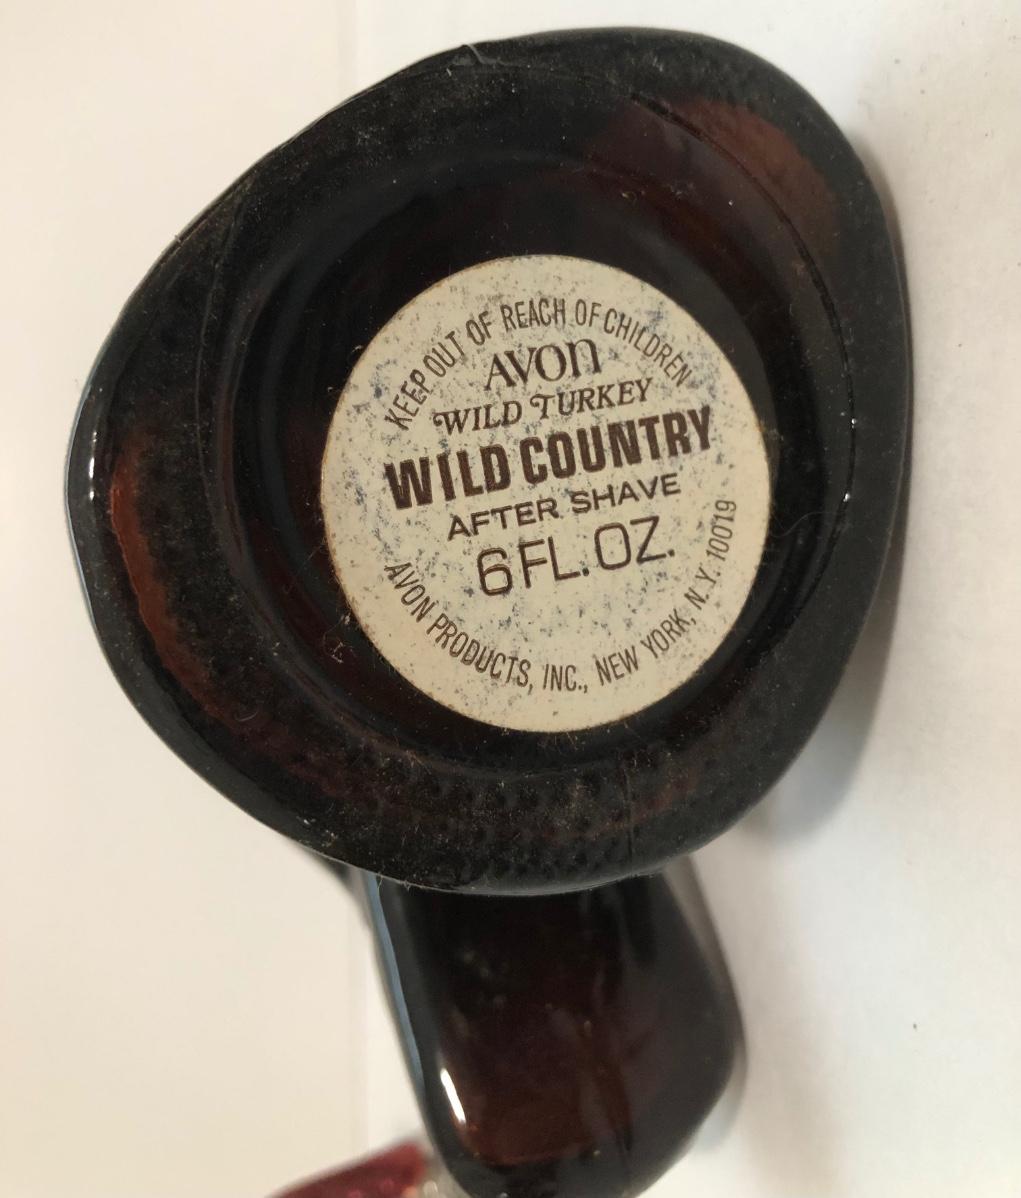 KEEP OUT OF REACH OF CHILDREN
AVON
WILD TURKEY
WILD COUNTRY
AFTER SHAVE
6 FL. OZ.
AVON PRODUCTS, INC., NEW YORK, N.Y. 10019